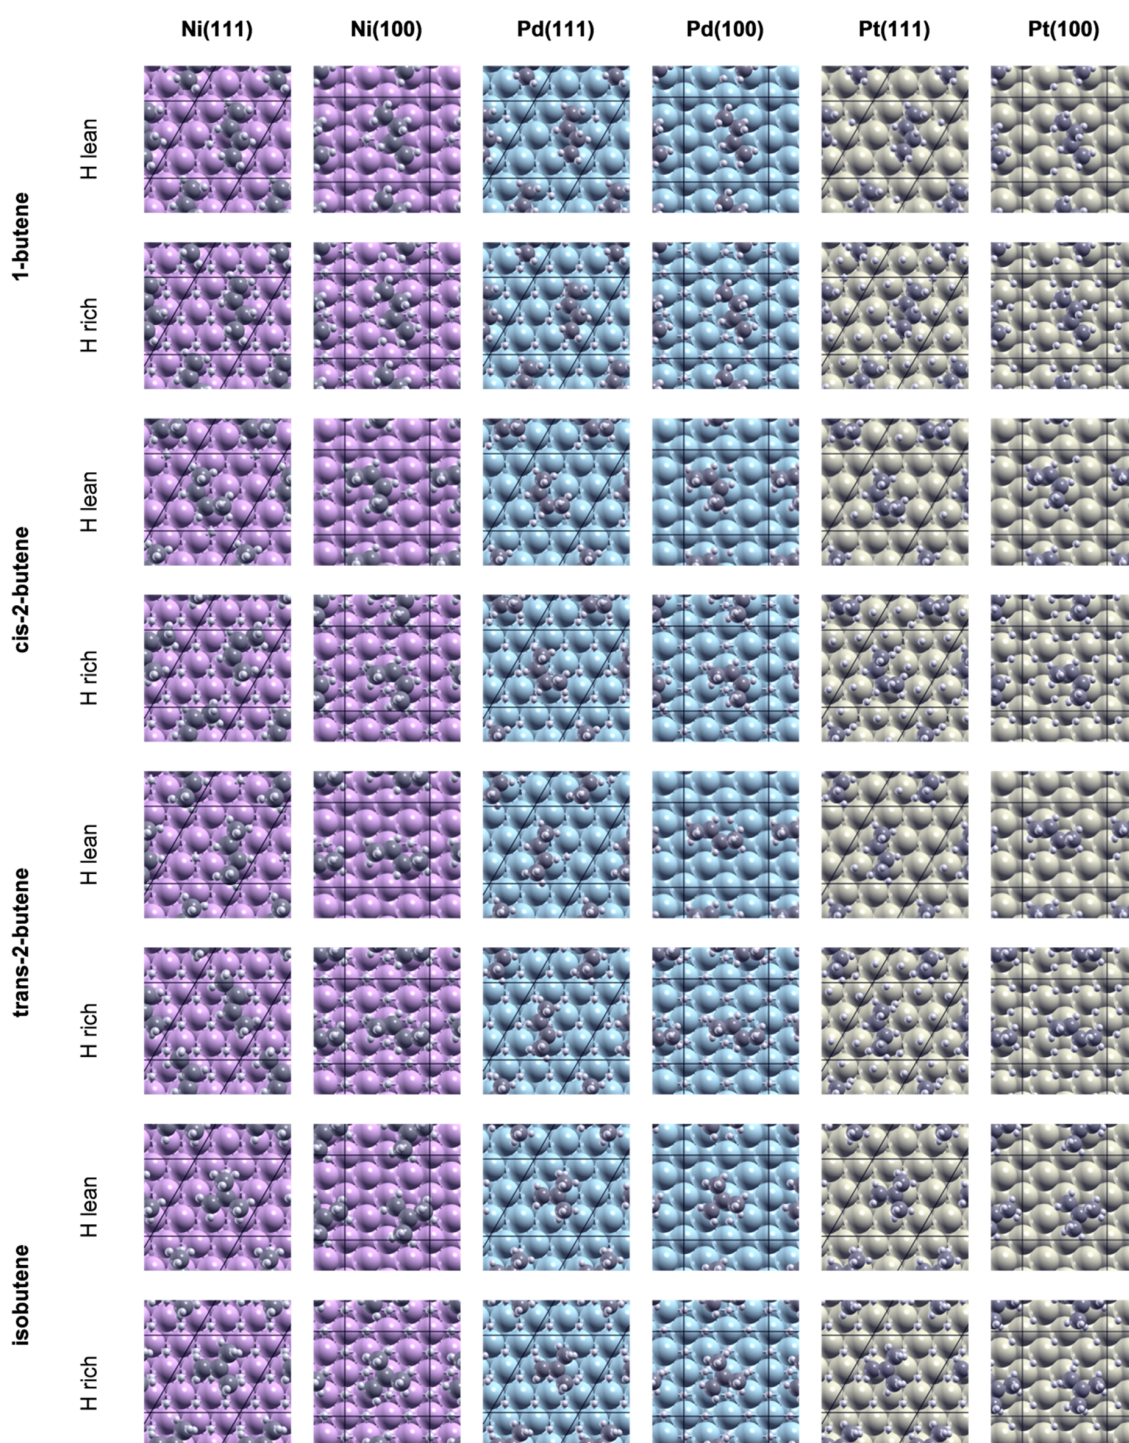 Ni(111) Ni(100) Pd(111) Pd(100) Pt(111) Pt(100)
1-butene
H lean
H rich
cis-2-butene
H lean
H rich
trans-2-butene
H lean
H rich
isobutene
H lean
H rich